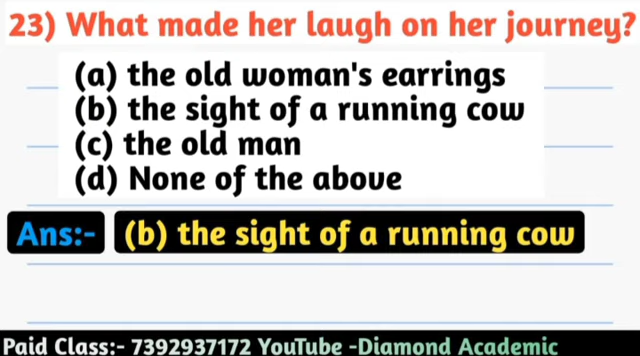 23) What made her laugh on her journey?
(a) the old woman's earrings
(b) the sight of a running cow
(c) the old man
(d) None of the above
Ans:- (b) the sight of a running cow
Paid Class:- 7392937172 YouTube -Diamond Academic